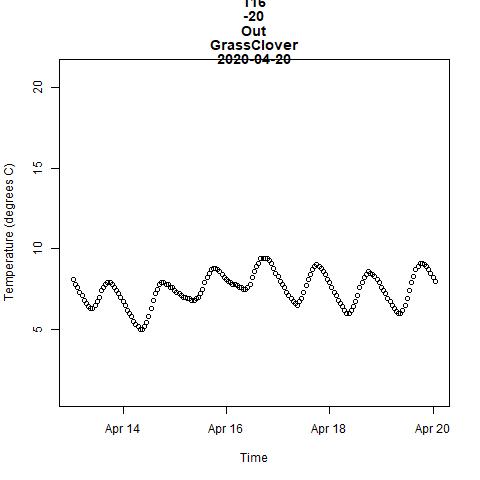 T16
-20
Out
GrassClover
2020-04-20
Temperature (degrees C)
20
15
10
5
Apr 14 Apr 16 Apr 18 Apr 20
Time